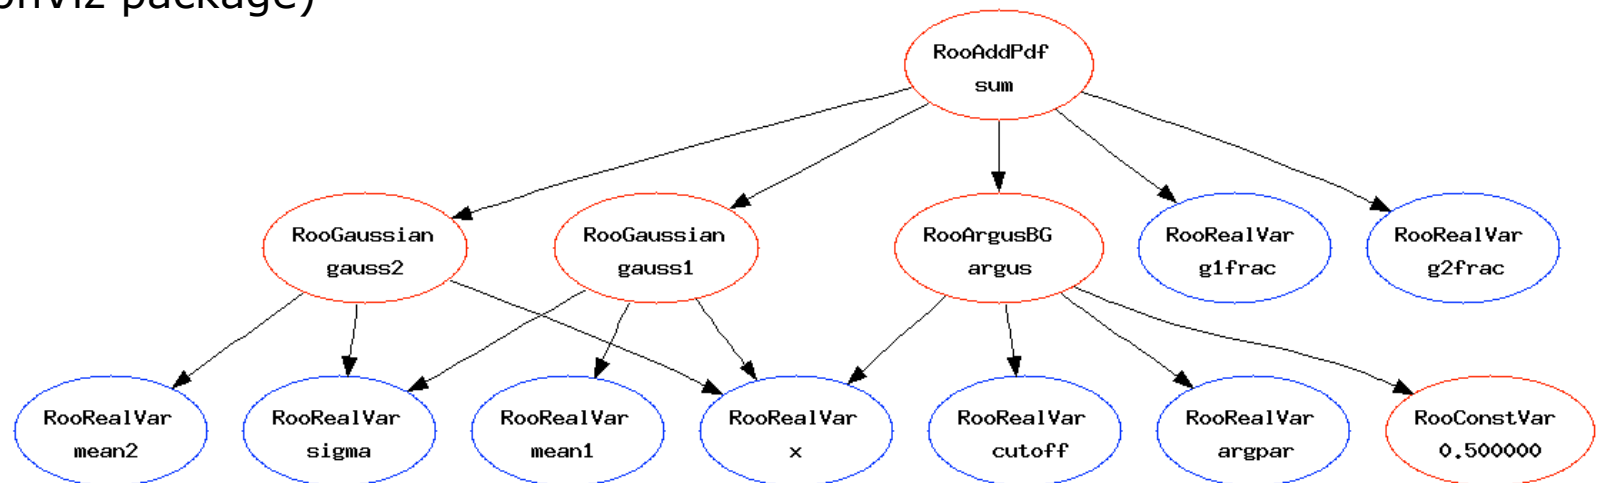 package)
RooAddPdf
sum
RooGaussian
gauss2
RooGaussian
gauss1
RooArgusBG
argus
RooRealVar
g1frac
RooRealVar
g2frac
RooRealVar
mean2
RooRealVar
sigma
RooRealVar
mean1
RooRealVar
x
RooRealVar
cutoff
RooRealVar
argpar
RooConstVar
0.500000